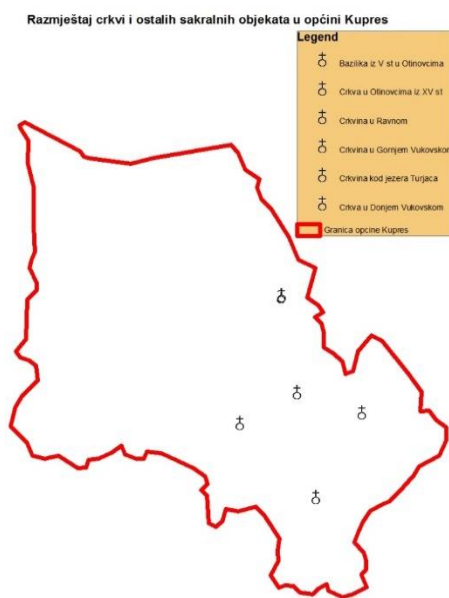 Razmještaj crkvi i ostalih sakralnih objekata u općini Kupres
Legend
Bazilika iz V st u Otinovcima
Crkva u Otinovcima iz XV st
Crkvina u Ravnom
Crkvina u Gornjem Vukovskom
Crkvina kod jezera Turjaca
Crkva u Donjem Vukovskom
Granica opcine Kupres